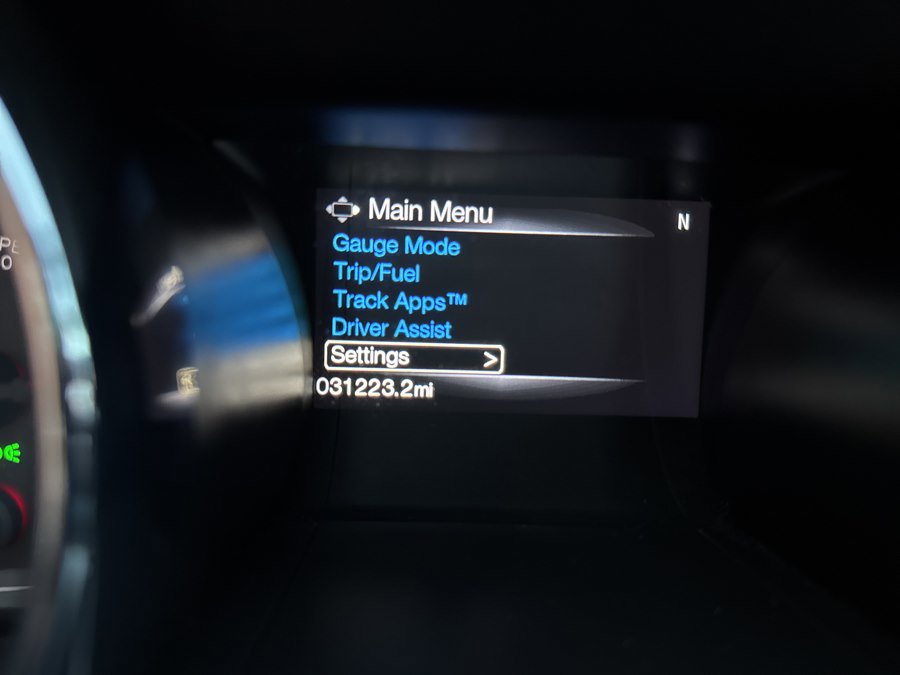 Main Menu
N
Gauge Mode
Trip/Fuel
Track Apps™
Driver Assist
Settings >
031223.2mi